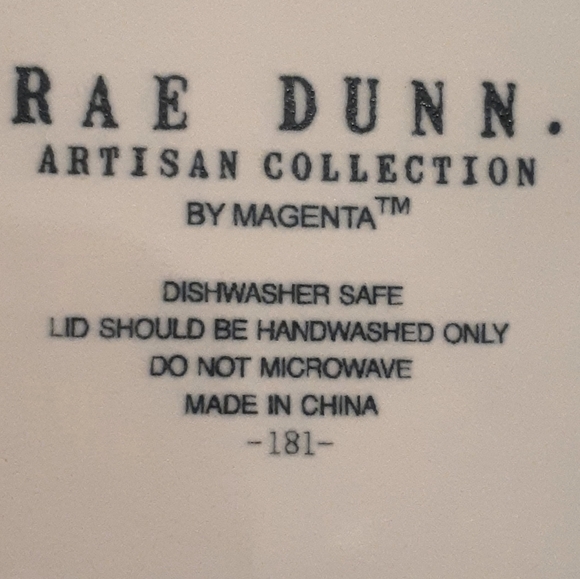 RAE DUNN.
ARTISAN COLLECTION
BY MAGENTA™
DISHWASHER SAFE
LID SHOULD BE HANDWASHED ONLY
DO NOT MICROWAVE
MADE IN CHINA
-181-